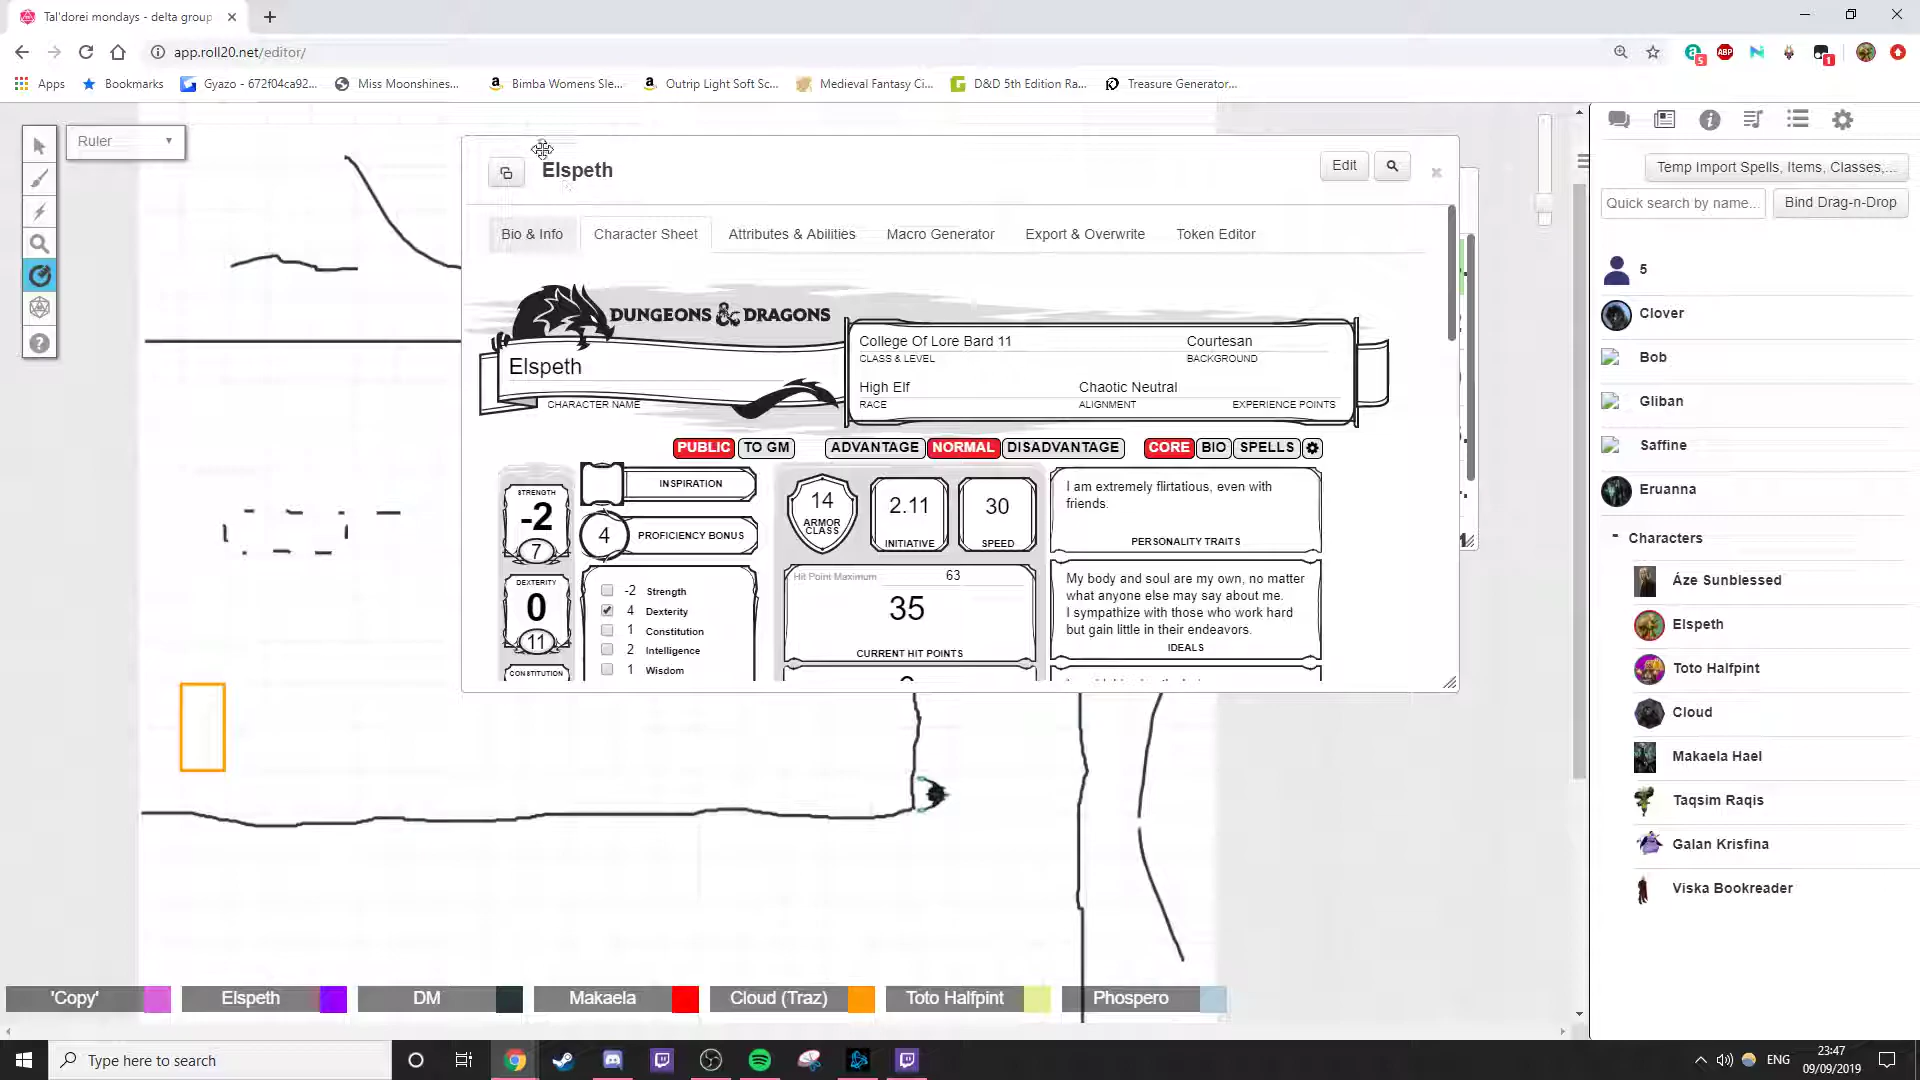 Tal'dorei mondays - delta group
app.roll20.net/editor/
Apps
Bookmarks
Gyazo - 672f04ca92...
Miss Moonshines...
Bimba Womens Sle...
Outrip Light Soft Sc...
Medieval Fantasy Ci...
D&D 5th Edition Ra...
Treasure Generator...
Ruler
Elspeth
Edit
Bio & Info
Character Sheet
Attributes & Abilities
Macro Generator
Export & Overwrite
Token Editor
DUNGEONS & DRAGONS
Elspeth
CHARACTER NAME
College Of Lore Bard 11
CLASS & LEVEL
Courtesan
BACKGROUND
High Elf
RACE
Chaotic Neutral
ALIGNMENT
EXPERIENCE POINTS
PUBLIC TO GM
ADVANTAGE NORMAL DISADVANTAGE
CORE BIO SPELLS
STRENGTH
-2
7
DEXTERITY
0
11
CONSTITUTION
INSPIRATION
4 PROFICIENCY BONUS
-2 Strength
4 Dexterity
1 Constitution
2 Intelligence
1 Wisdom
14
ARMOR
CLASS
2.11
INITIATIVE
30
SPEED
Hit Point Maximum 63
35
CURRENT HIT POINTS
I am extremely flirtatious, even with
friends.
PERSONALITY TRAITS
My body and soul are my own, no matter
what anyone else may say about me.
I sympathize with those who work hard
but gain little in their endeavors.
IDEALS
Temp Import Spells, Items, Classes,...
Quick search by name...
Bind Drag-n-Drop
5
Clover
Bob
Gliban
Saffine
Eruanna
Characters
Áze Sunblessed
Elspeth
Toto Halfpint
Cloud
Makaela Hael
Taqsim Raqis
Galan Krisfina
Viska Bookreader
'Copy'
Elspeth
DM
Makaela
Cloud (Traz)
Toto Halfpint
Phospero
Type here to search
ENG
23:47
09/09/2019